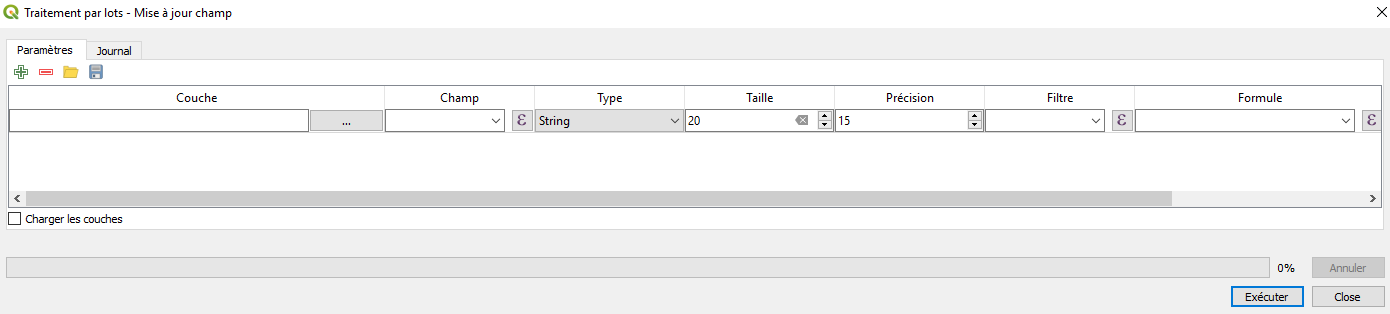 Traitement par lots - Mise à jour champ
Paramètres Journal
Couche Champ Type Taille Précision Filtre Formule
... ε String 20 15 ε ε
Charger les couches
0% Annuler
Exécuter Close